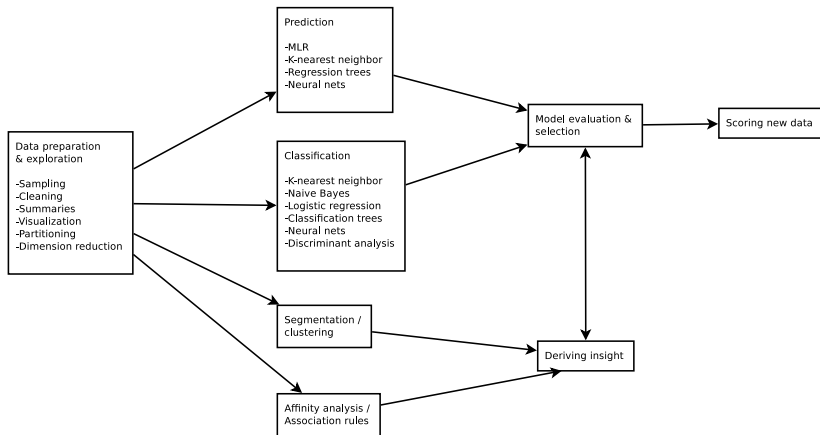 Data preparation
& exploration
-Sampling
-Cleaning
-Summaries
-Visualization
-Partitioning
-Dimension reduction
Prediction
-MLR
-K-nearest neighbor
-Regression trees
-Neural nets
Classification
-K-nearest neighbor
-Naive Bayes
-Logistic regression
-Classification trees
-Neural nets
-Discriminant analysis
Segmentation /
clustering
Affinity analysis /
Association rules
Model evaluation &
selection
Deriving insight
Scoring new data